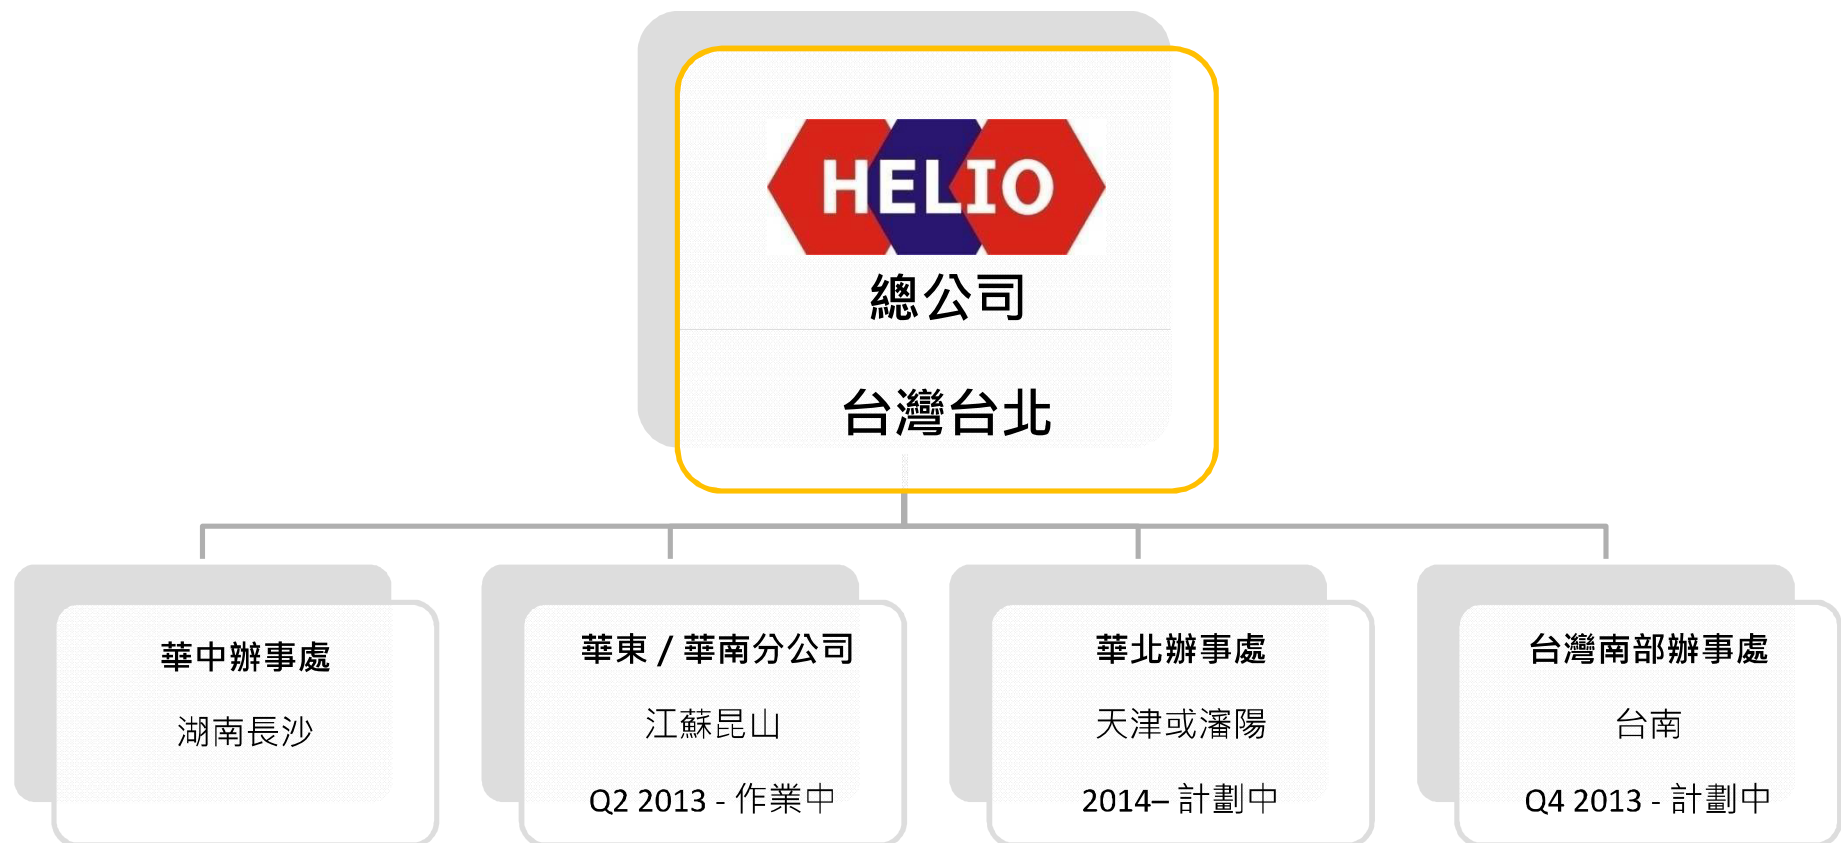 HELIO
總公司
台灣台北
華中辦事處
湖南長沙
華東 / 華南分公司
江蘇昆山
Q2 2013 - 作業中
華北辦事處
天津或瀋陽
2014– 計劃中
台灣南部辦事處
台南
Q4 2013 - 計劃中